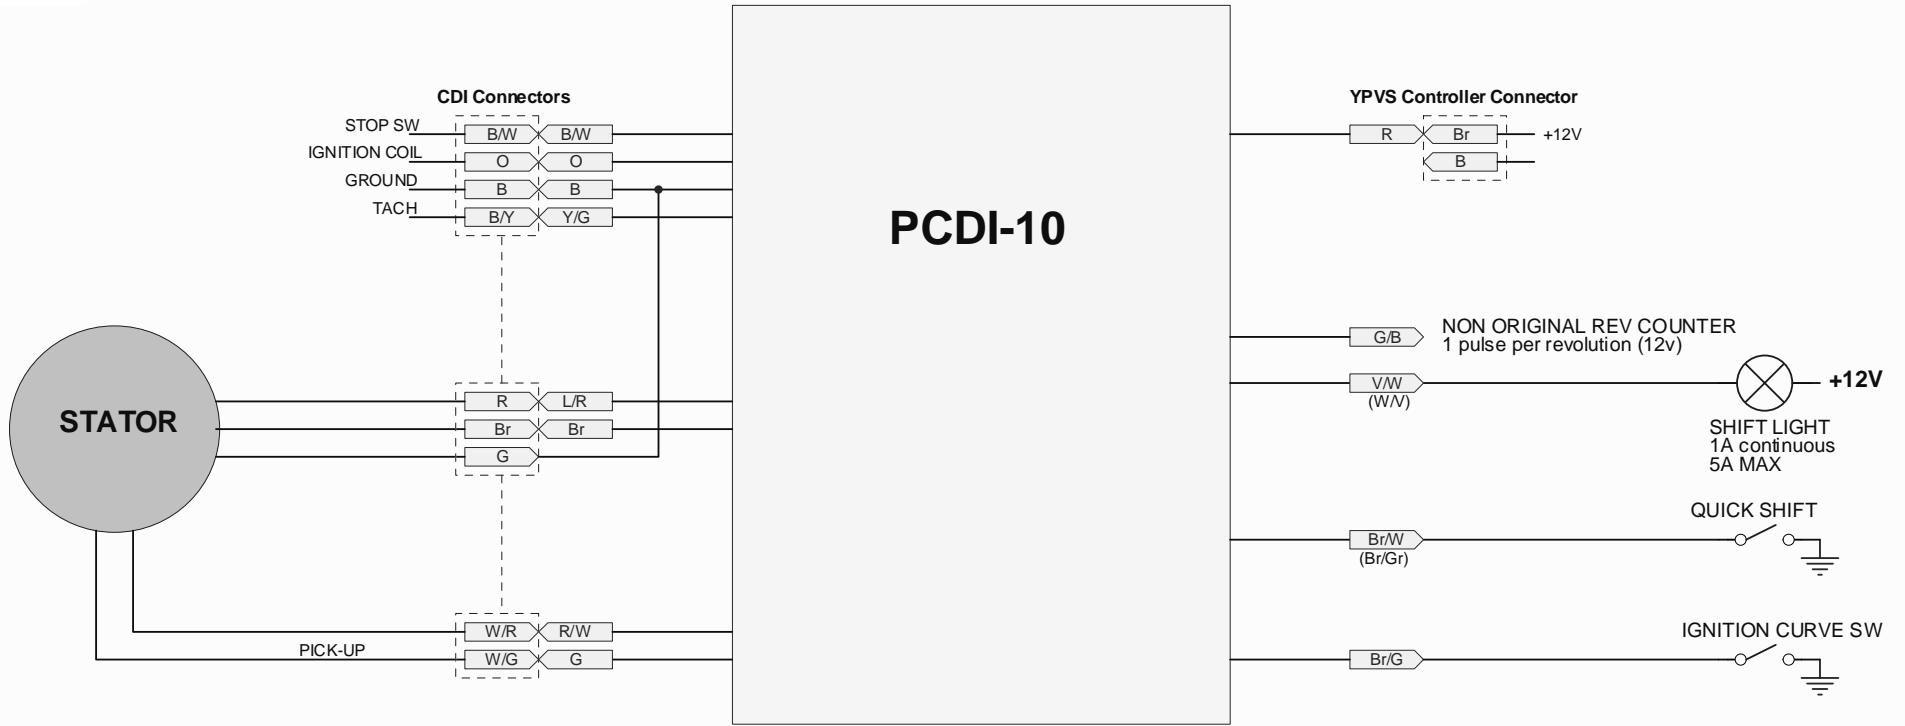 CDI Connectors
YPVS Controller Connector
STOP SW B/W B/W
R Br +12V
IGNITION COIL O O
B
GROUND B B
TACH B/Y Y/G
PCDI-10
G/B NON ORIGINAL REV COUNTER
1 pulse per revolution (12v)
V/W +12V
(W/V)
R L/R
STATOR
Br Br
G
SHIFT LIGHT
1A continuous
5A MAX
QUICK SHIFT
Br/W
(Br/Gr)
W/R R/W
IGNITION CURVE SW
PICK-UP
W/G G
Br/G